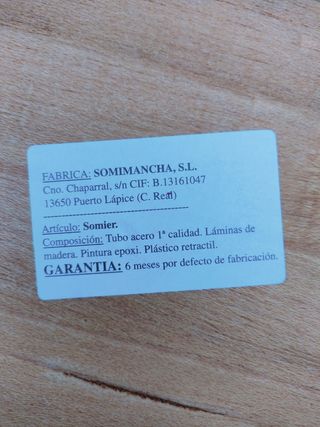 FABRICA: SOMIMANCHA, S.L.
Cno. Chaparral, s/n CIF: B.13161047
13650 Puerto Lápice (C. Real)
----------------------------------------
Artículo: Somier.
Composición: Tubo acero 1ª calidad. Láminas de
madera. Pintura epoxi. Plástico retractil.
GARANTIA: 6 meses por defecto de fabricación.